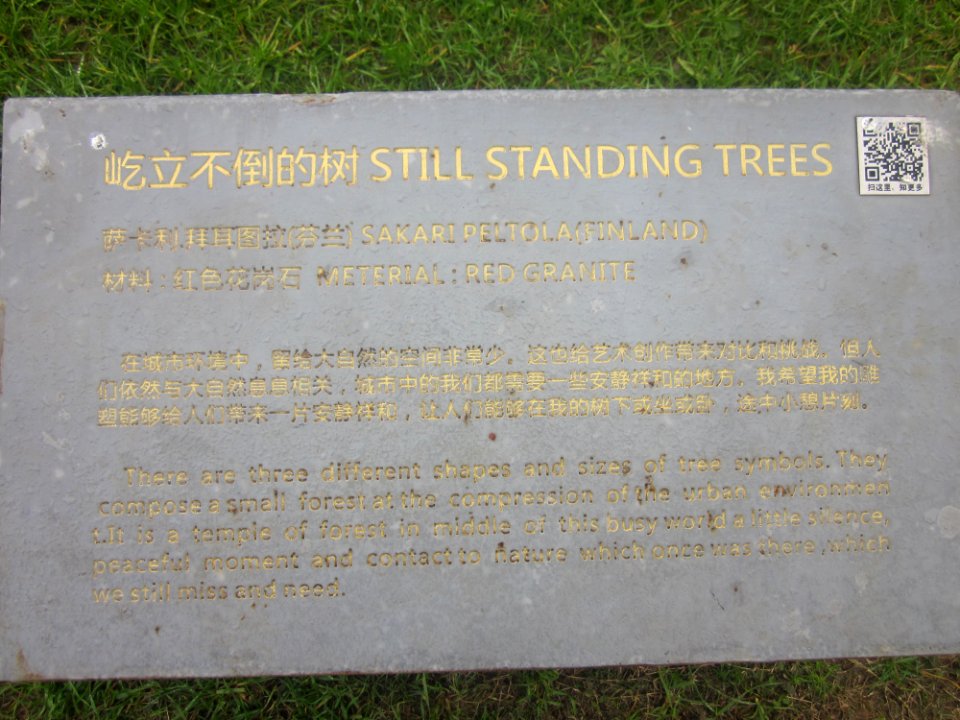 屹立不倒的树 STILL STANDING TREES
扫这里、知更多
萨卡利.拜耳图拉(芬兰) SAKARI PELTOLA(FINLAND)
材料：红色花岗石 METERIAL : RED GRANITE
在城市环境中，留给大自然的空间非常少。这也给艺术创作带来对比和挑战。但人
们依然与大自然息息相关，城市中的我们都需要一些安静祥和的地方。我希望我的雕
塑能够给人们带来一片安静祥和，让人们能够在我的树下或坐或卧，途中小憩片刻。
There are three different shapes and sizes of tree symbols. They
compose a small forest at the compression of the urban environmen
t.It is a temple of forest in middle of this busy world a little silence,
peaceful moment and contact to nature which once was there ,which
we still miss and need.